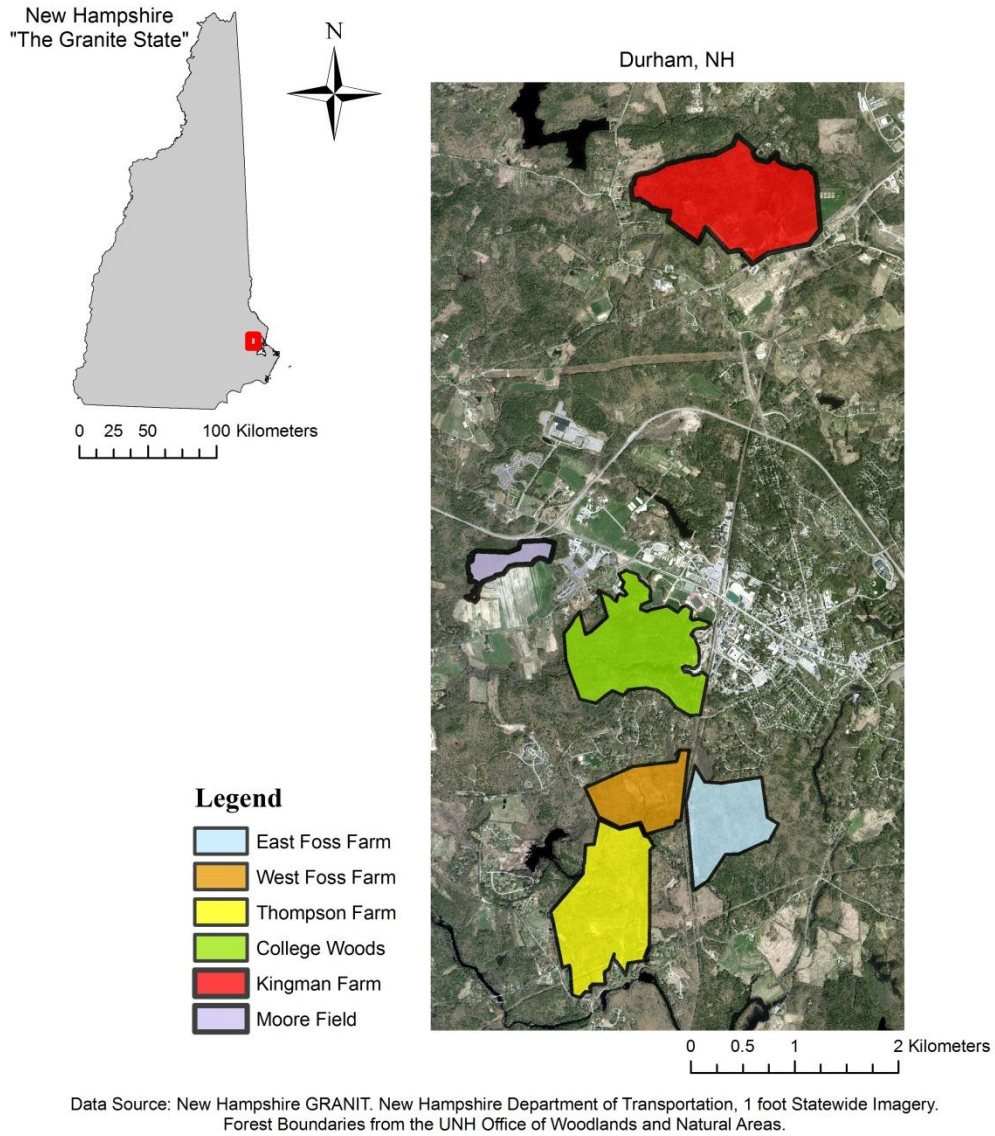 New Hampshire
"The Granite State"
N
Durham, NH
0 25 50 100 Kilometers
Legend
East Foss Farm
West Foss Farm
Thompson Farm
College Woods
Kingman Farm
Moore Field
0 0.5 1 2 Kilometers
Data Source: New Hampshire GRANIT. New Hampshire Department of Transportation, 1 foot Statewide Imagery.
Forest Boundaries from the UNH Office of Woodlands and Natural Areas.